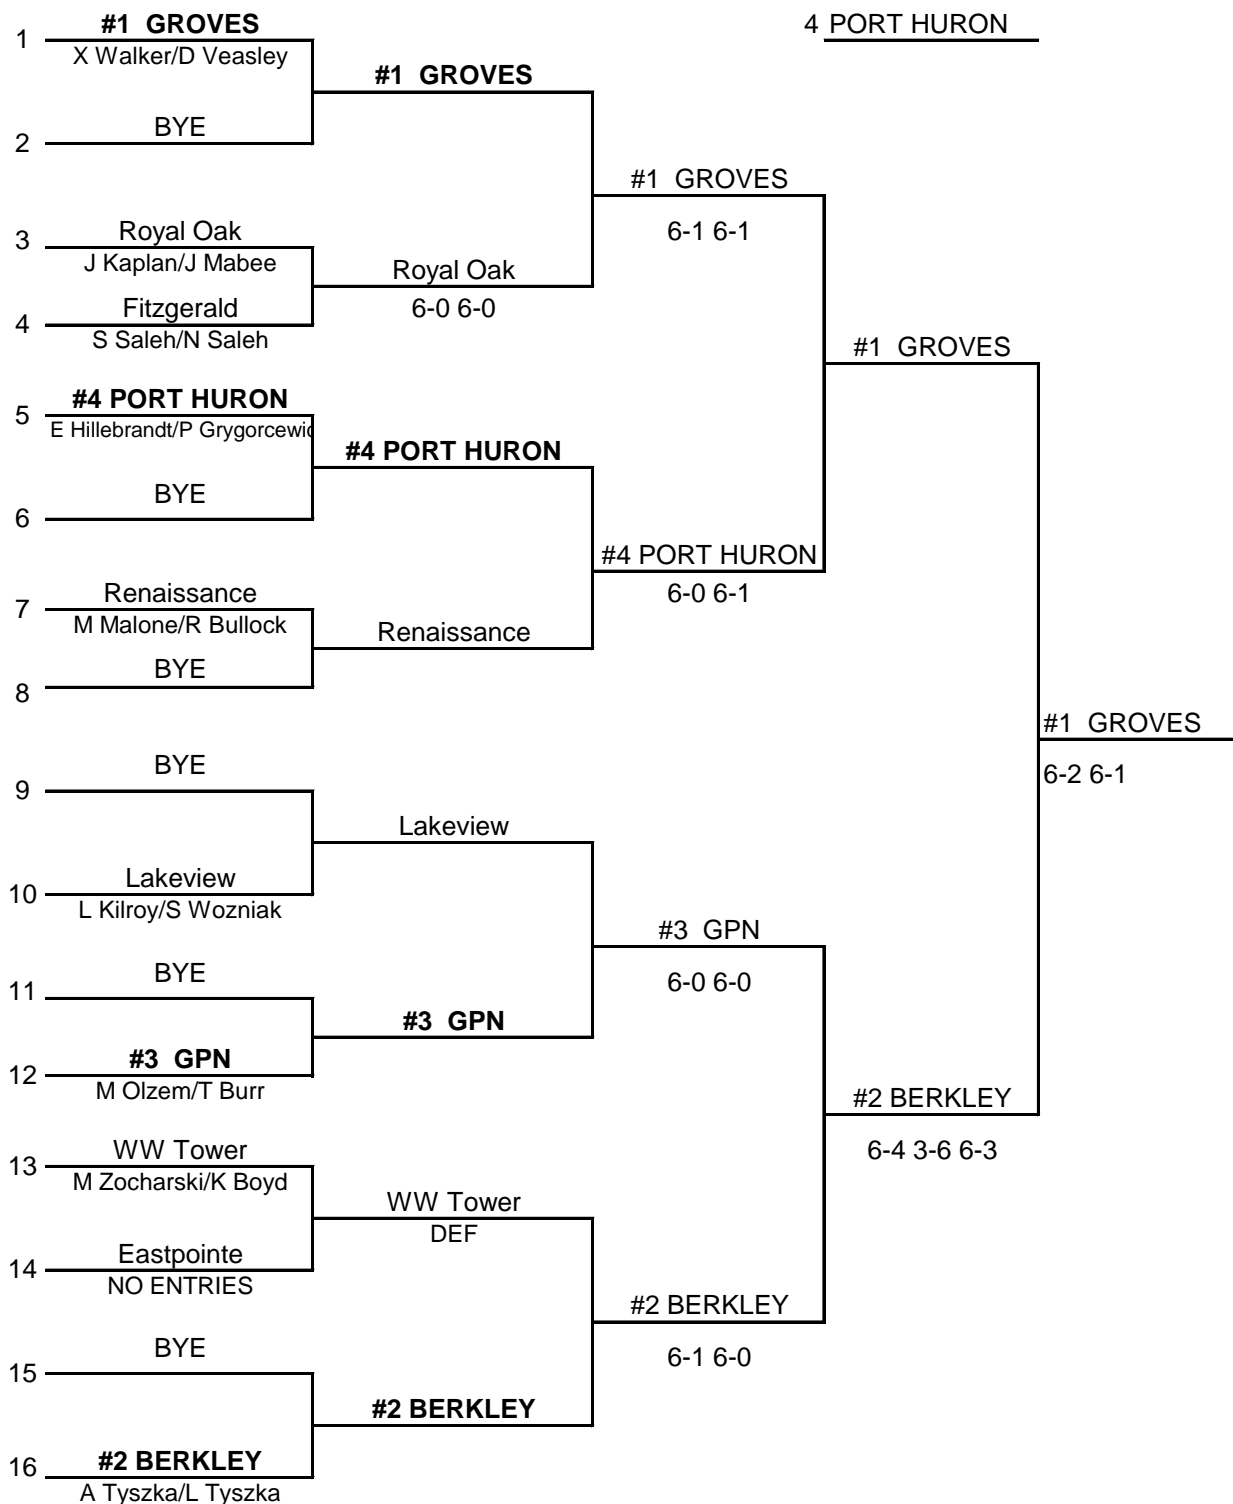 #1 GROVES
1
X Walker/D Veasley
4 PORT HURON
#1 GROVES
BYE
2
#1 GROVES
6-1 6-1
Royal Oak
3
J Kaplan/J Mabee
Royal Oak
6-0 6-0
Fitzgerald
4
S Saleh/N Saleh
#1 GROVES
#4 PORT HURON
5
E Hillebrandt/P Grygorcewic
#4 PORT HURON
BYE
6
#4 PORT HURON
6-0 6-1
Renaissance
7
M Malone/R Bullock
Renaissance
BYE
8
#1 GROVES
6-2 6-1
BYE
9
Lakeview
Lakeview
10
L Kilroy/S Wozniak
#3 GPN
6-0 6-0
BYE
11
#3 GPN
#3 GPN
12
M Olzem/T Burr
#2 BERKLEY
6-4 3-6 6-3
WW Tower
13
M Zocharski/K Boyd
WW Tower
DEF
Eastpointe
14
NO ENTRIES
#2 BERKLEY
6-1 6-0
BYE
15
#2 BERKLEY
#2 BERKLEY
16
A Tyszka/L Tyszka